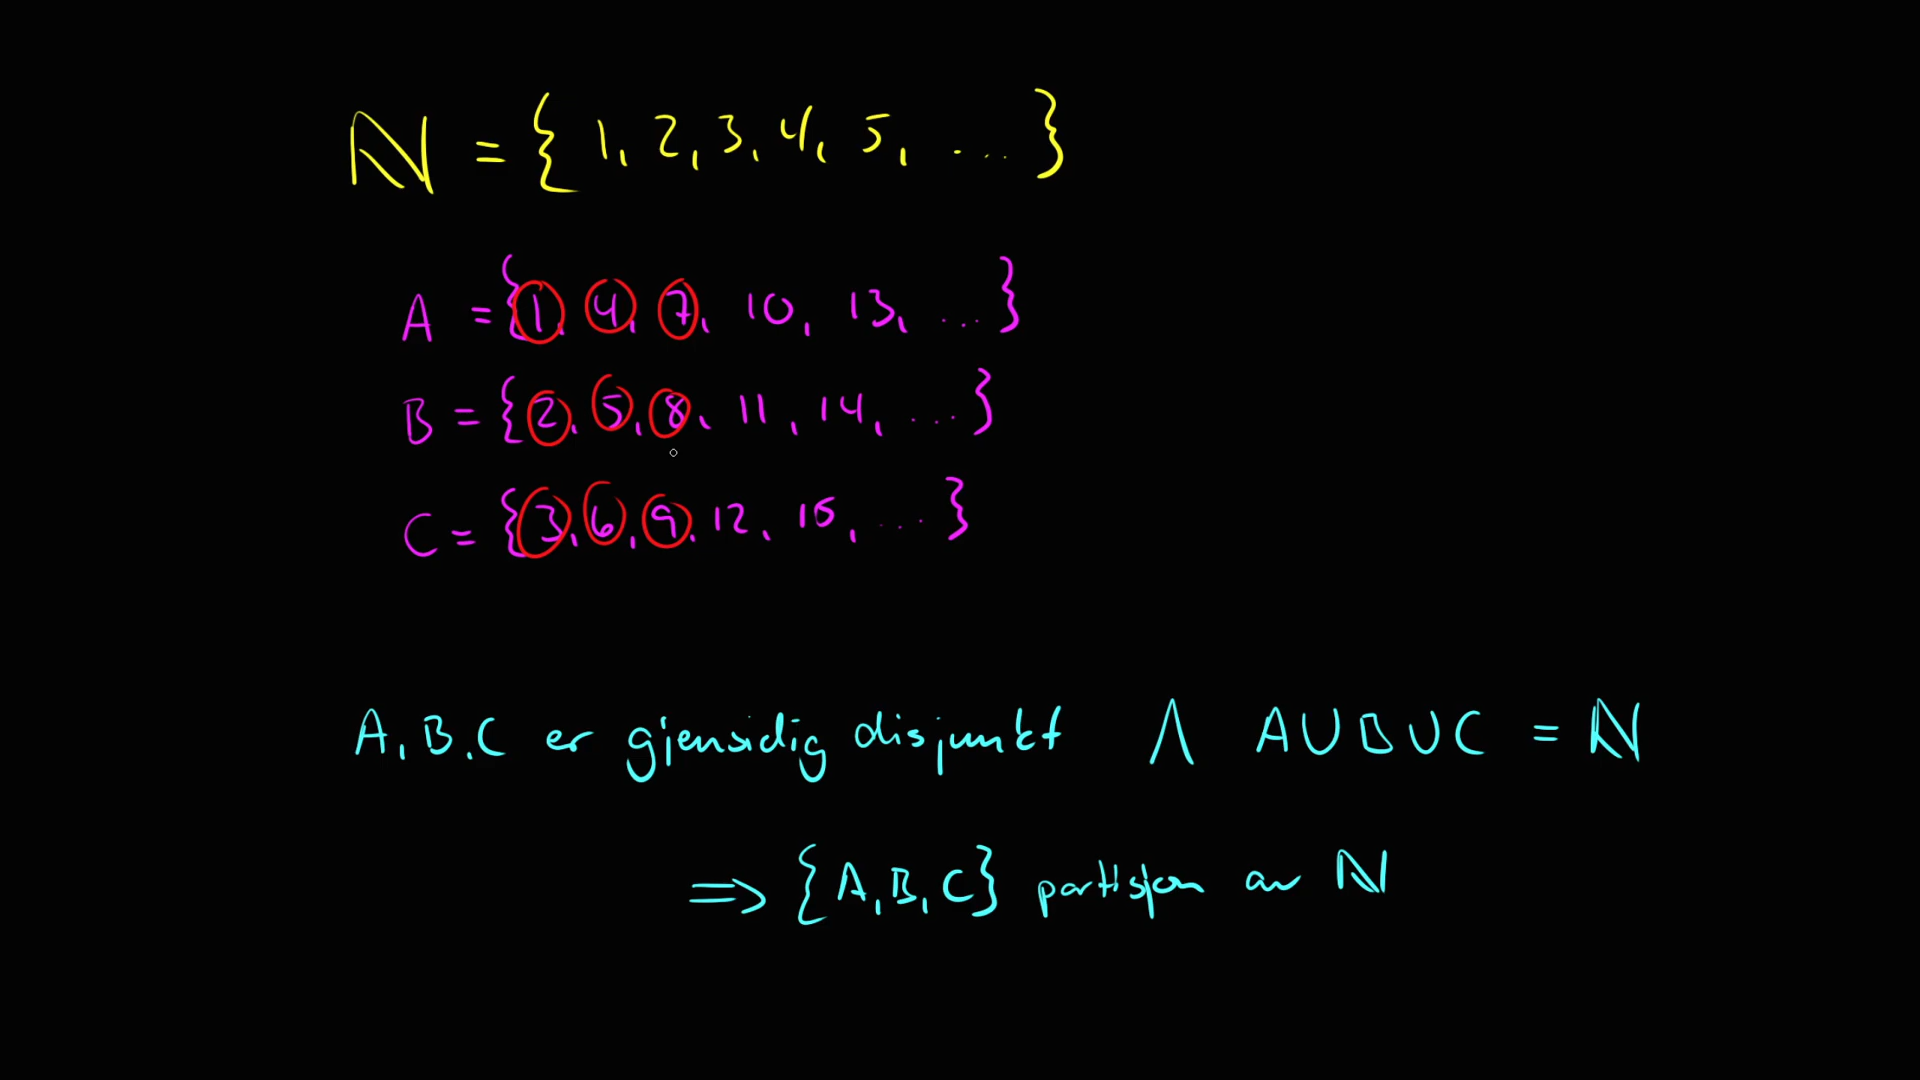 ℕ = { 1, 2, 3, 4, 5, ... }
A = { 1, 4, 7, 10, 13, ... }
B = { 2, 5, 8, 11, 14, ... }
C = { 3, 6, 9, 12, 15, ... }
A, B, C er gjensidig disjunkt ∧ A ∪ B ∪ C = ℕ
⇒ {A, B, C} partisjon av ℕ